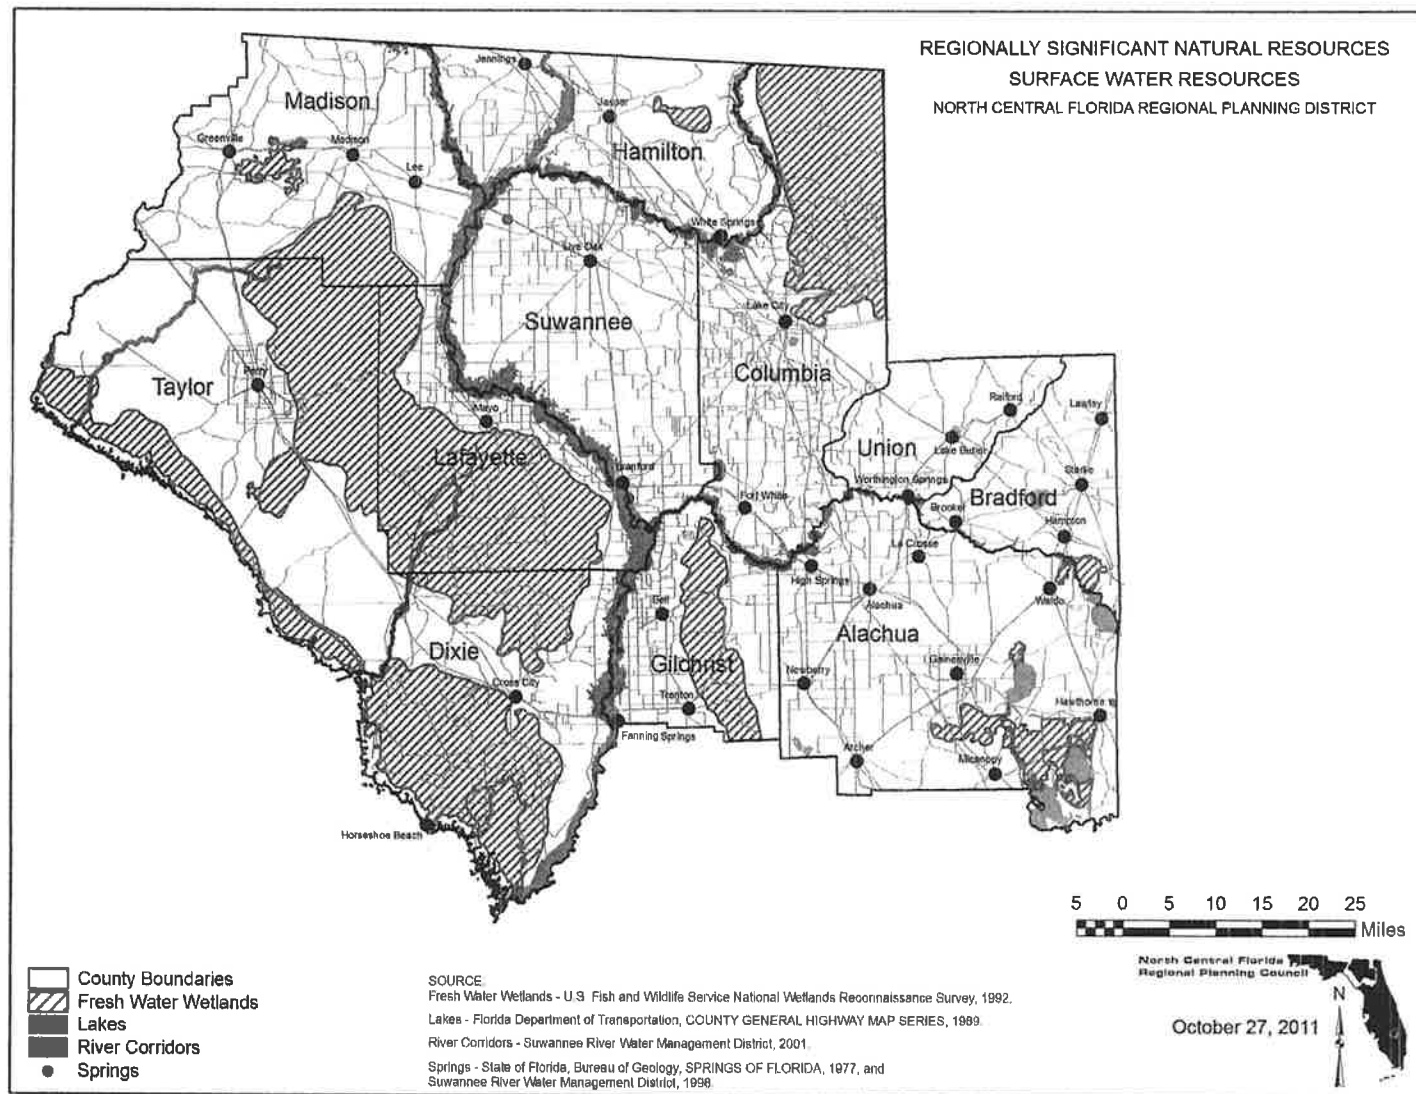 REGIONALLY SIGNIFICANT NATURAL RESOURCES
SURFACE WATER RESOURCES
NORTH CENTRAL FLORIDA REGIONAL PLANNING DISTRICT
Jennings
Madison
Jasper
Greenville
Madison
Hamilton
Lee
White Springs
Live Oak
Lake City
Suwannee
Columbia
Taylor
Perry
Raiford
Lawtey
Mayo
Union
Lake Butler
Lafayette
Branford
Starke
Worthington Springs
Bradford
Fort White
Brooker
Hampton
La Crosse
High Springs
Bell
Alachua
Waldo
Alachua
Dixie
Gilchrist
Newberry
Gainesville
Cross City
Trenton
Hawthorne
Fanning Springs
Archer
Micanopy
Horseshoe Beach
5 0 5 10 15 20 25
Miles
North Central Florida
Regional Planning Council
N
October 27, 2011
County Boundaries
Fresh Water Wetlands
Lakes
River Corridors
Springs
SOURCE
Fresh Water Wetlands - U.S Fish and Wildlife Service National Wetlands Reconnaissance Survey, 1992.
Lakes - Florida Department of Transportation, COUNTY GENERAL HIGHWAY MAP SERIES, 1989.
River Corridors - Suwannee River Water Management District, 2001.
Springs - State of Florida, Bureau of Geology, SPRINGS OF FLORIDA, 1977, and
Suwannee River Water Management District, 1998.